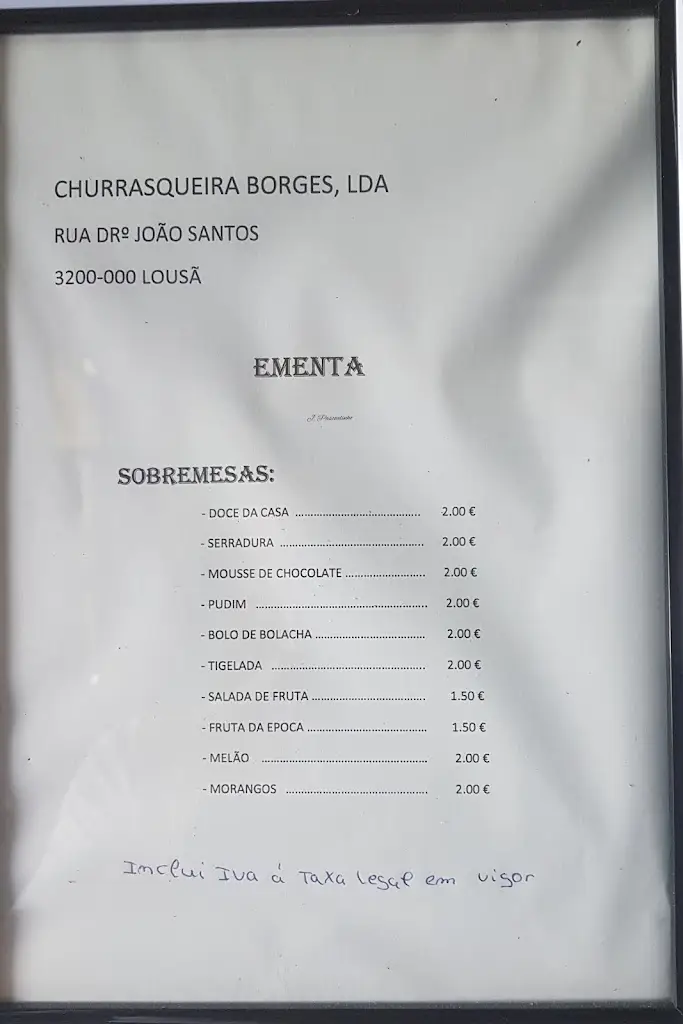 CHURRASQUEIRA BORGES, LDA
RUA DRº JOÃO SANTOS
3200-000 LOUSÃ
EMENTA
SOBREMESAS:
- DOCE DA CASA ........................................ 2.00 €
- SERRADURA ............................................. 2.00 €
- MOUSSE DE CHOCOLATE .......................... 2.00 €
- PUDIM ...................................................... 2.00 €
- BOLO DE BOLACHA ................................... 2.00 €
- TIGELADA ................................................. 2.00 €
- SALADA DE FRUTA .................................... 1.50 €
- FRUTA DA EPOCA ...................................... 1.50 €
- MELÃO ..................................................... 2.00 €
- MORANGOS ............................................. 2.00 €
Inclui IVA á Taxa legal em vigor